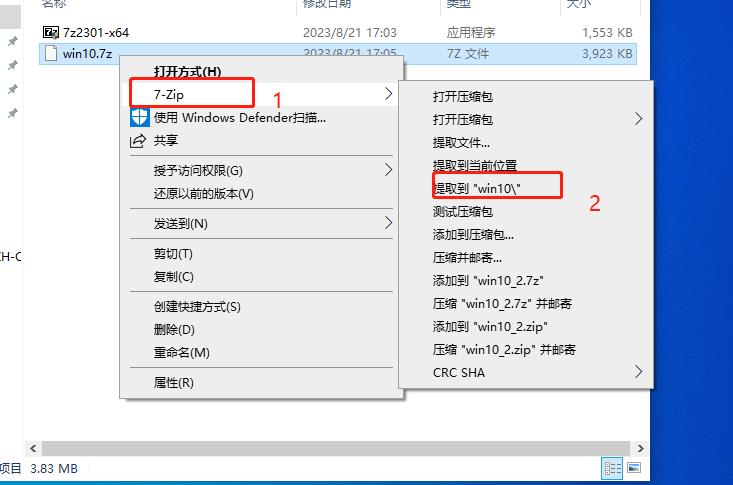 名称 修改日期 类型 大小
7z2301-x64 2023/8/21 17:03 应用程序 1,553 KB
win10.7z 2023/8/21 17:05 7Z 文件 3,923 KB
打开方式(H)
7-Zip
1
使用 Windows Defender扫描...
共享
授予访问权限(G)
还原以前的版本(V)
发送到(N)
剪切(T)
复制(C)
创建快捷方式(S)
删除(D)
重命名(M)
属性(R)
打开压缩包
打开压缩包
提取文件...
提取到当前位置
提取到 "win10\"
2
测试压缩包
添加到压缩包...
压缩并邮寄...
添加到 "win10_2.7z"
压缩 "win10_2.7z" 并邮寄
添加到 "win10_2.zip"
压缩 "win10_2.zip" 并邮寄
CRC SHA
项目 3.83 MB